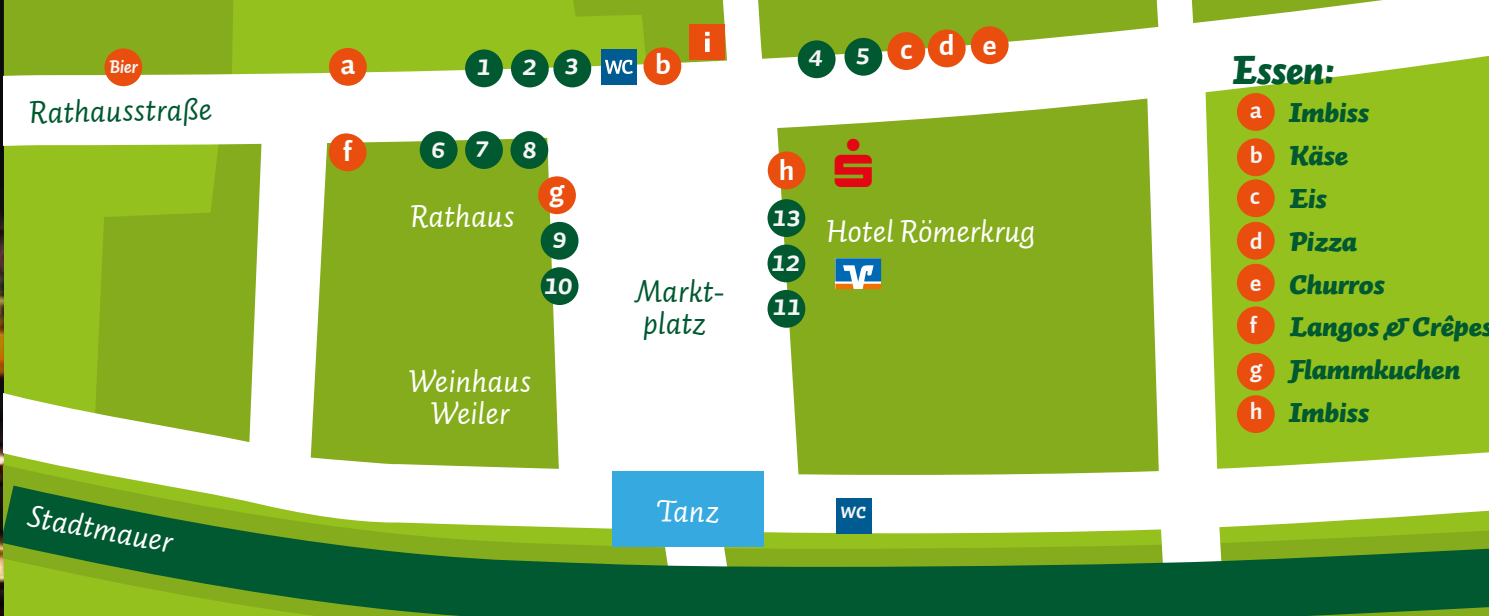 i
Bier
a
1
2
3
WC
b
4
5
c
d
e
Rathausstraße
f
6
7
8
g
9
10
Rathaus
Markt-
platz
h
13
12
11
Hotel Römerkrug
Weinhaus
Weiler
Tanz
WC
Stadtmauer
Essen:
a Imbiss
b Käse
c Eis
d Pizza
e Churros
f Langos & Crêpes
g Flammkuchen
h Imbiss